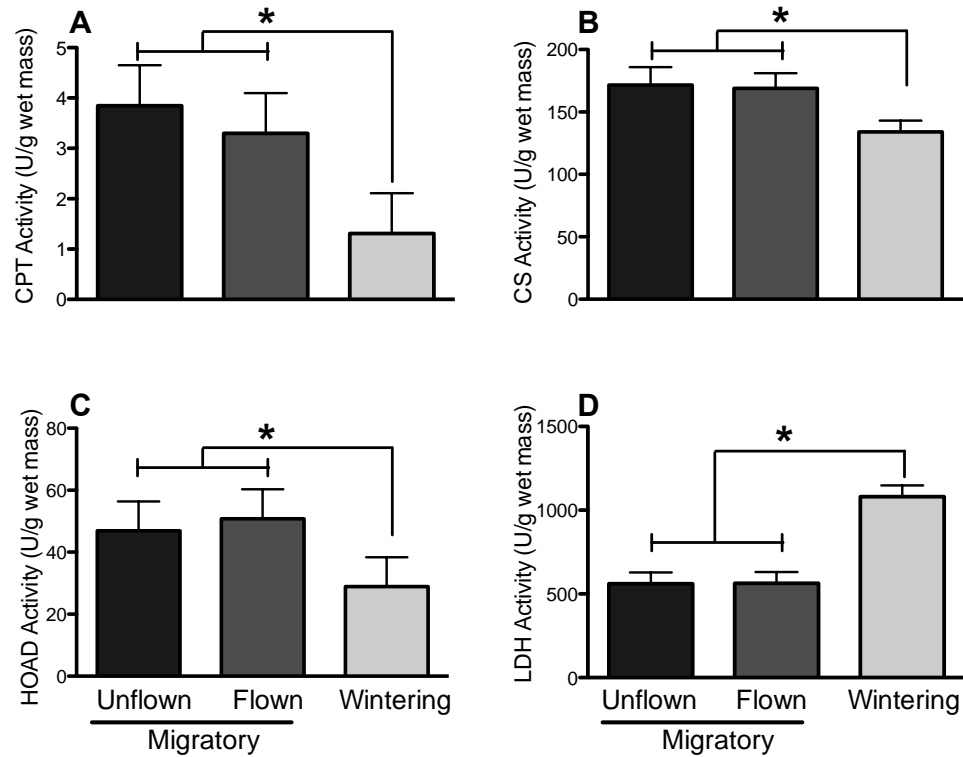 A
*
CPT Activity (U/g wet mass)
5
4
3
2
1
0
B
*
CS Activity (U/g wet mass)
200
150
100
50
0
C
*
HOAD Activity (U/g wet mass)
80
60
40
20
0
Unflown Flown Wintering
Migratory
D
*
LDH Activity (U/g wet mass)
1500
1000
500
0
Unflown Flown Wintering
Migratory